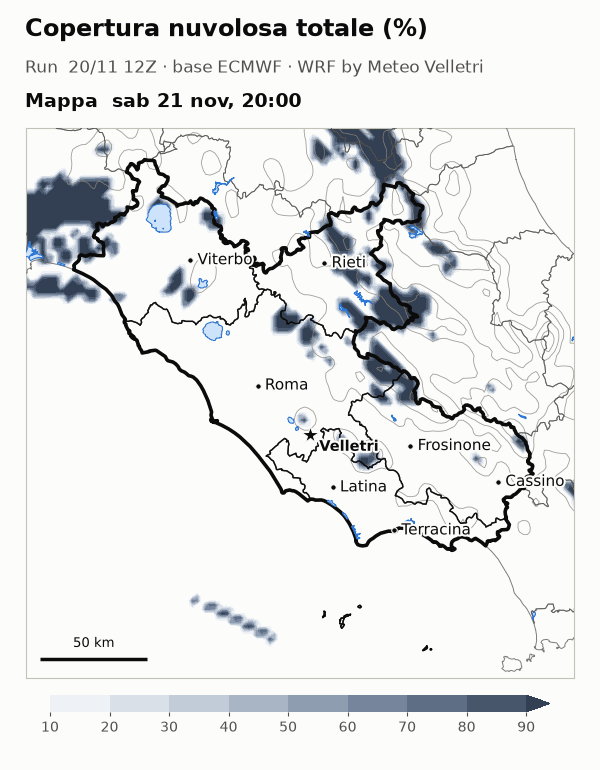 Copertura nuvolosa totale (%)
Run  20/11 12Z · base ECMWF · WRF by Meteo Velletri
Mappa  sab 21 nov, 20:00
Viterbo
Rieti
Roma
Velletri
Frosinone
Latina
Cassino
Terracina
50 km
10 20 30 40 50 60 70 80 90